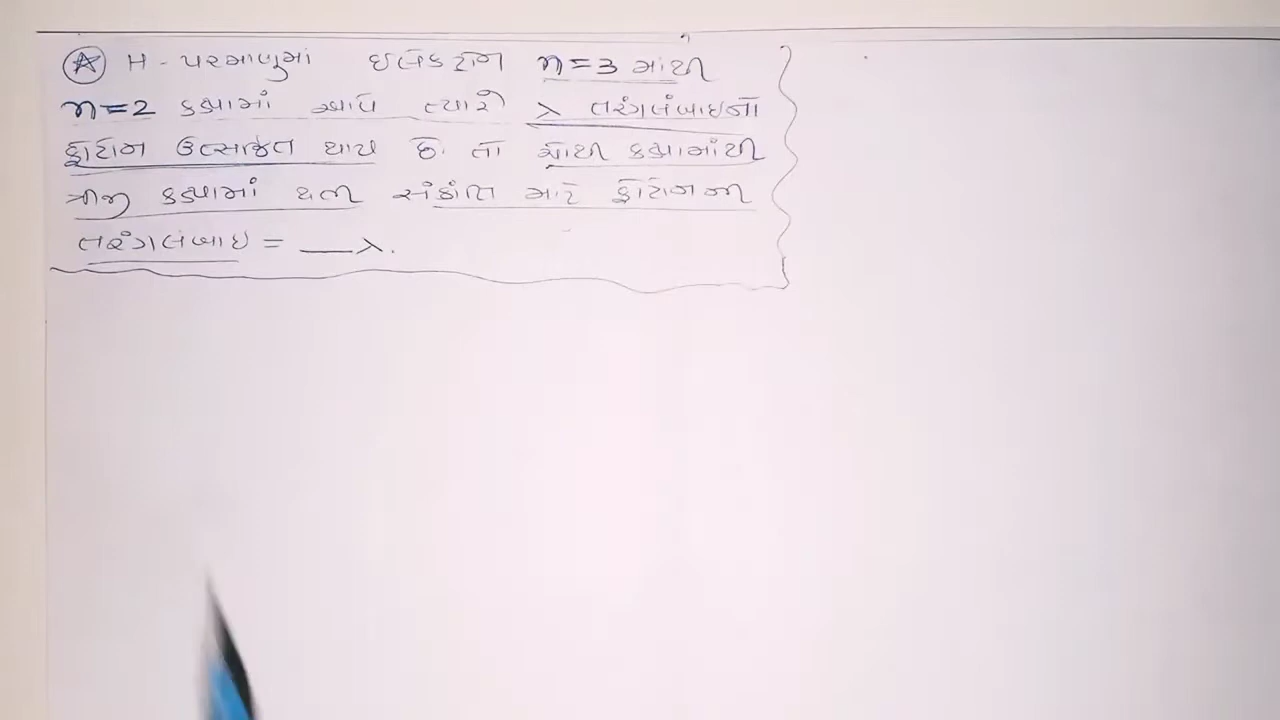 H - પરમાણુમાં ઇલેક્ટ્રોન n=3 માંથી
n=2 કક્ષામાં આવે ત્યારે λ તરંગલંબાઇનો
ફોટોન ઉત્સર્જીત થાય છે. તો ચોથી કક્ષામાંથી
ત્રીજી કક્ષામાં થતી સંક્રાંતિ માટે ફોટોનની
તરંગલંબાઇ = ___λ.